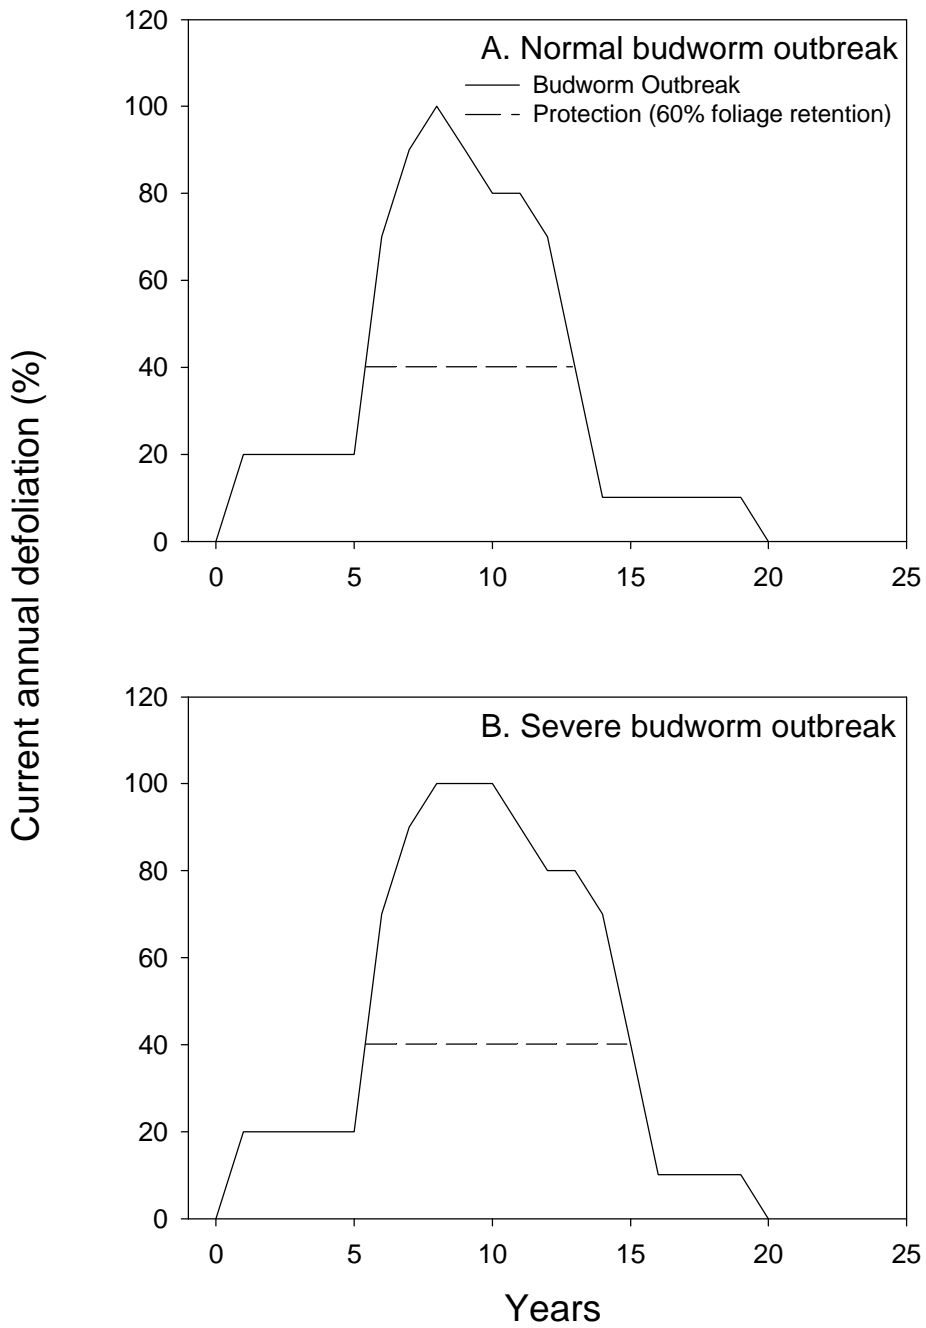 120
A. Normal budworm outbreak
Budworm Outbreak
100
Protection (60% foliage retention)
80
60
40
20
0
0 5 10 15 20 25
Current annual defoliation (%)
120
B. Severe budworm outbreak
100
80
60
40
20
0
0 5 10 15 20 25
Years